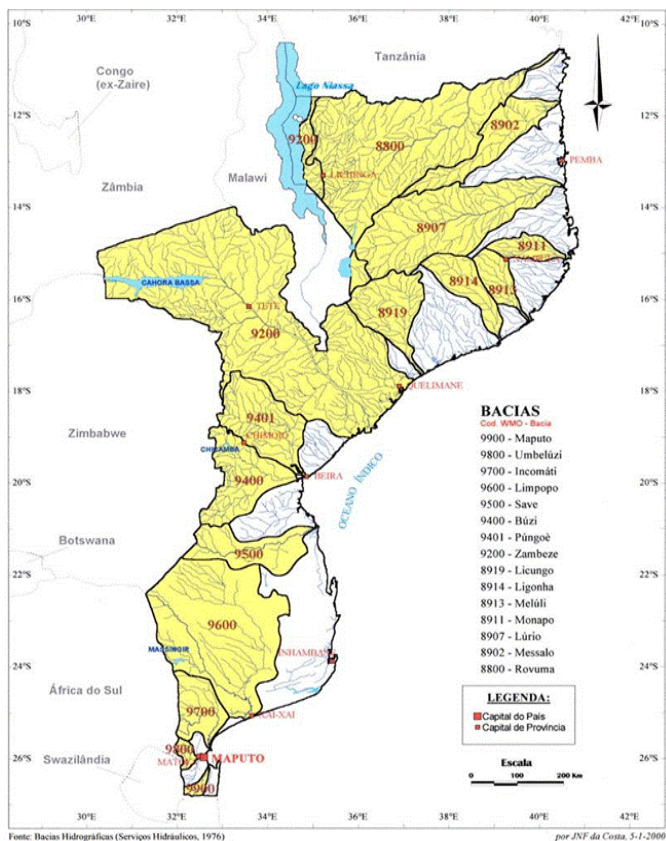 30°E 32°E 34°E 36°E 38°E 40°E 42°E
10°S 10°S
Tanzânia
Congo
(ex-Zaire)
Lago Niassa
12°S 12°S
8902
9200
8800
PEMBA
LICHINGA
Malawi
Zâmbia
14°S 14°S
8907
8911
CAHORA BASSA
8914
8913
16°S 16°S
TETE
8919
9200
18°S 18°S
QUELIMANE
9401
BACIAS
Cod. WMO - Bacia
Zimbabwe
CHIMOIO
9900 - Maputo
CHICAMBA
9800 - Umbelúzi
9400
BEIRA
OCEANO ÍNDICO
20°S 20°S
9700 - Incomáti
9600 - Limpopo
9500 - Save
Botswana
9400 - Búzi
9500
9401 - Púngoè
22°S 22°S
9200 - Zambeze
8919 - Licungo
9600
8914 - Ligonha
8913 - Melúli
MASSINGIR
INHAMBANE
8911 - Monapo
24°S 24°S
8907 - Lúrio
8902 - Messalo
8800 - Rovuma
África do Sul
9700
XAI-XAI
LEGENDA:
Capital do País
Capital de Província
9800
Swazilândia
MAPUTO
26°S 26°S
Escala
9900
100 0 100 200 Km
30°E 32°E 34°E 36°E 38°E 40°E 42°E
Fonte: Bacias Hidrográficas (Serviços Hidráulicos, 1976)
por JNF da Costa, 5-1-2000